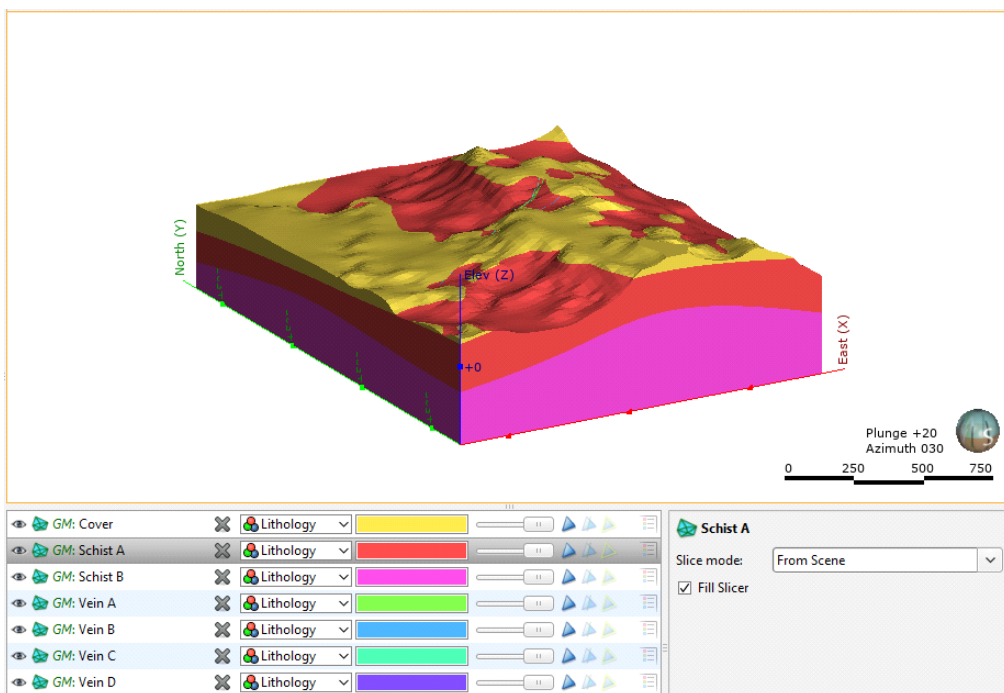 North (Y)
Elev (Z)
+0
East (X)
Plunge +20
Azimuth 030
S
0 250 500 750
GM: Cover Lithology
GM: Schist A Lithology
GM: Schist B Lithology
GM: Vein A Lithology
GM: Vein B Lithology
GM: Vein C Lithology
GM: Vein D Lithology
Schist A
Slice mode: From Scene
Fill Slicer